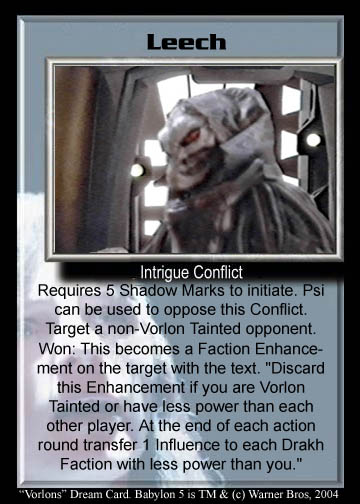 Leech
Intrigue Conflict
Requires 5 Shadow Marks to initiate. Psi
can be used to oppose this Conflict.
Target a non-Vorlon Tainted opponent.
Won: This becomes a Faction Enhance-
ment on the target with the text. "Discard
this Enhancement if you are Vorlon
Tainted or have less power than each
other player. At the end of each action
round transfer 1 Influence to each Drakh
Faction with less power than you."
“Vorlons” Dream Card. Babylon 5 is TM & (c) Warner Bros, 2004